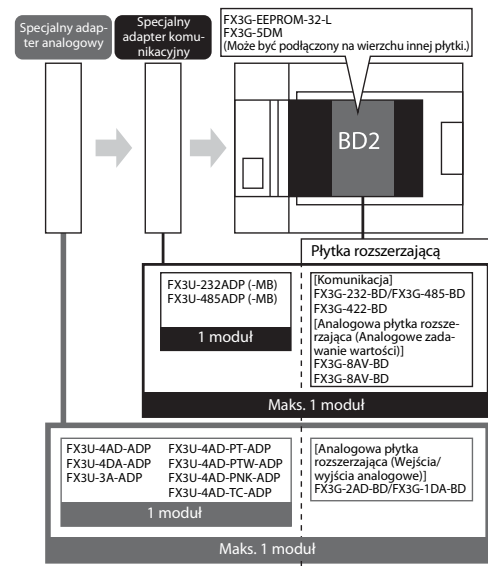 Specjalny adap-
ter analogowy
Specjalny
adapter komu-
nikacyjny
FX3G-EEPROM-32-L
FX3G-5DM
(Może być podłączony na wierzchu innej płytki.)
BD2
Płytka rozszerzającą
FX3U-232ADP (-MB)
FX3U-485ADP (-MB)
1 moduł
[Komunikacja]
FX3G-232-BD/FX3G-485-BD
FX3G-422-BD
[Analogowa płytka rozsze-
rzająca (Analogowe zada-
wanie wartości)]
FX3G-8AV-BD
FX3G-8AV-BD
Maks. 1 moduł
FX3U-4AD-ADP
FX3U-4DA-ADP
FX3U-3A-ADP
FX3U-4AD-PT-ADP
FX3U-4AD-PTW-ADP
FX3U-4AD-PNK-ADP
FX3U-4AD-TC-ADP
1 moduł
[Analogowa płytka
rozszerzająca (Wejścia/
wyjścia analogowe)]
FX3G-2AD-BD/FX3G-1DA-BD
Maks. 1 moduł